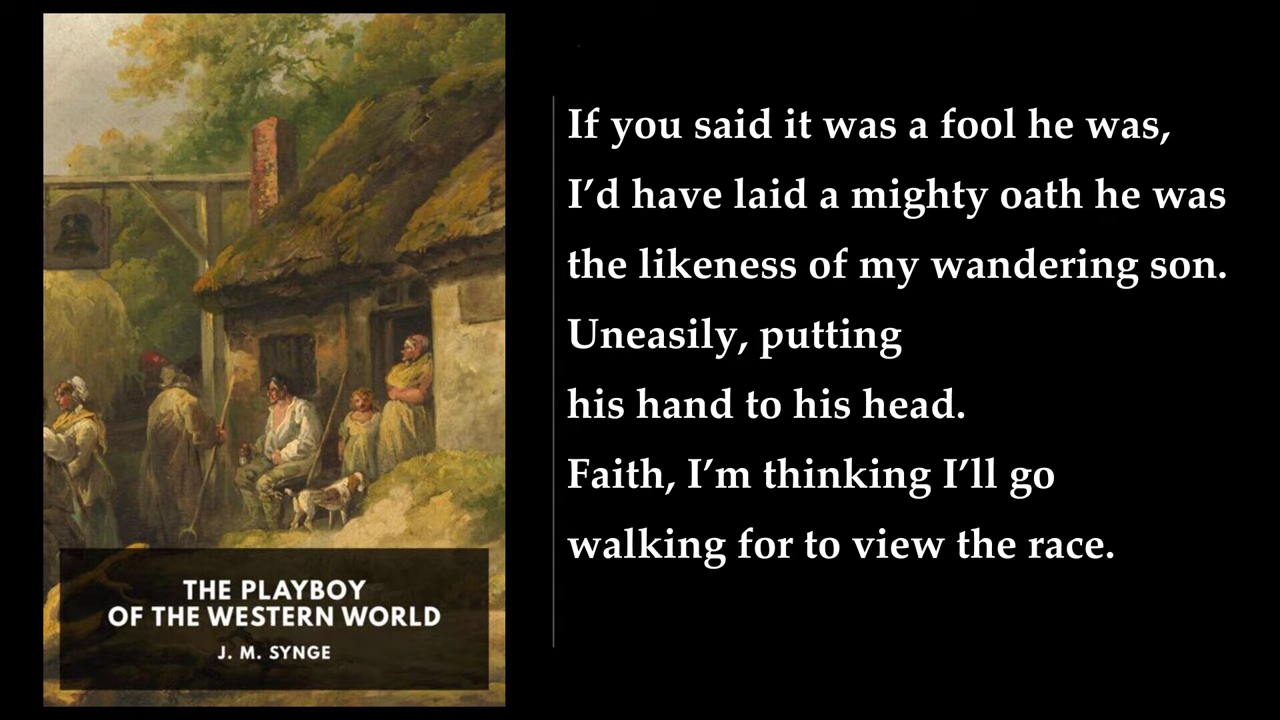 THE PLAYBOY
OF THE WESTERN WORLD
J. M. SYNGE
If you said it was a fool he was,
I’d have laid a mighty oath he was
the likeness of my wandering son.
Uneasily, putting
his hand to his head.
Faith, I’m thinking I’ll go
walking for to view the race.